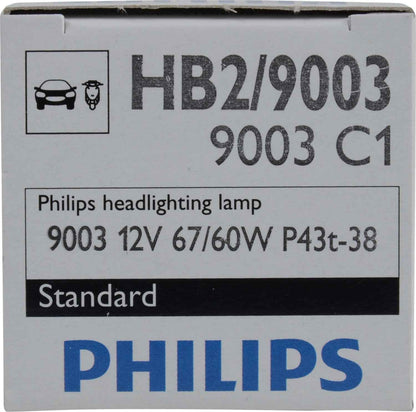 HB2/9003
9003 C1
Philips headlighting lamp
9003 12V 67/60W P43t-38
Standard
PHILIPS